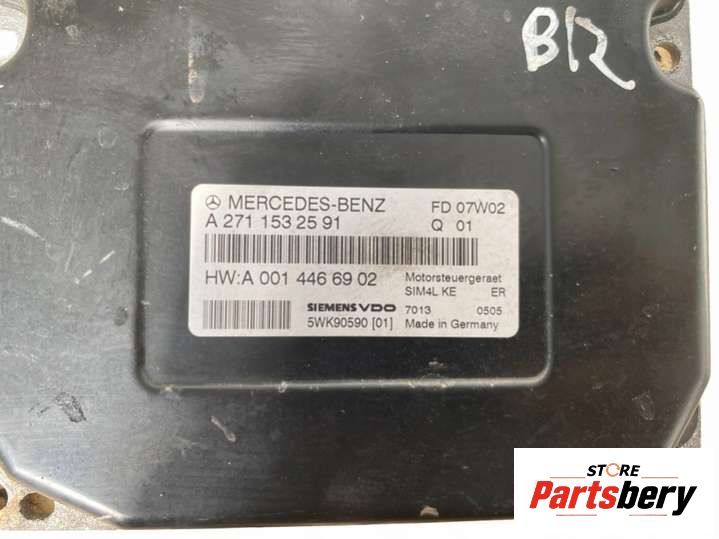 BR
MERCEDES-BENZ FD 07W02
A 271 153 25 91 Q 01
HW:A 001 446 69 02 Motorsteuergeraet
SIM4L KE ER
SIEMENS VDO 7013 0505
5WK90590 [01] Made in Germany
STORE
Partsbery